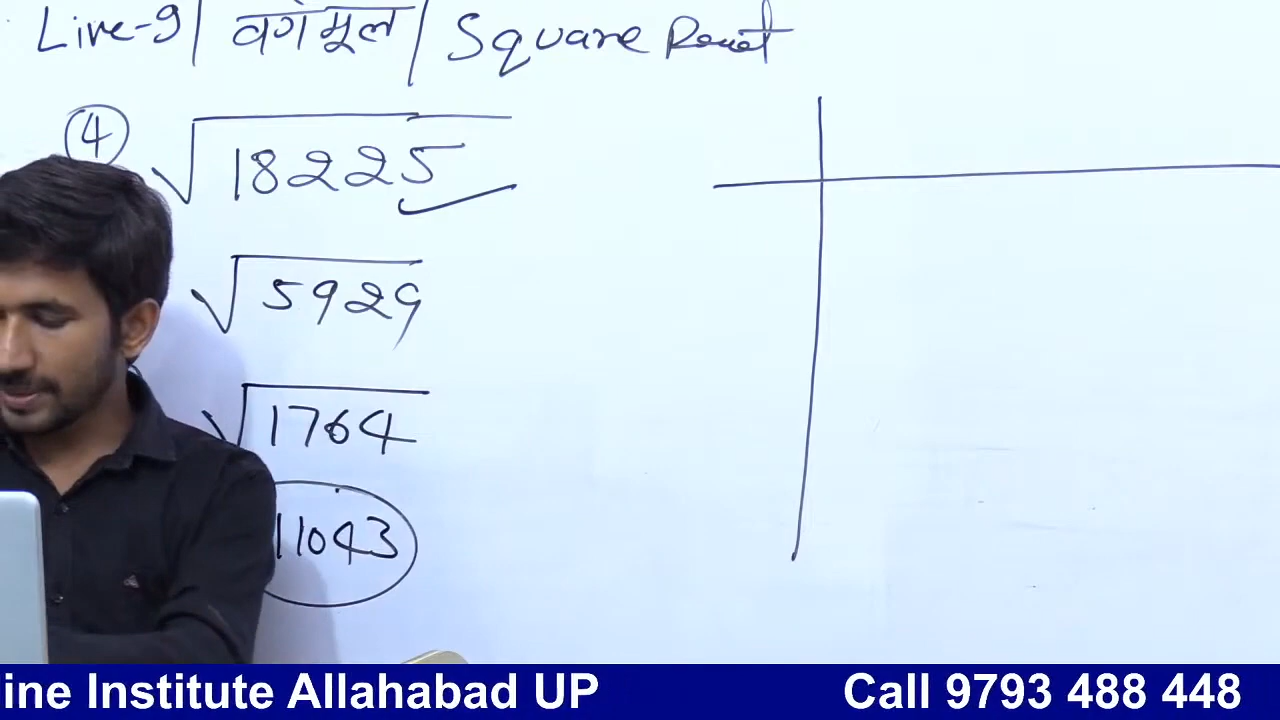 Live-9| वर्गमूल | Square Root
4
√18225
√5929
√1764
11043
ine Institute Allahabad UP Call 9793 488 448